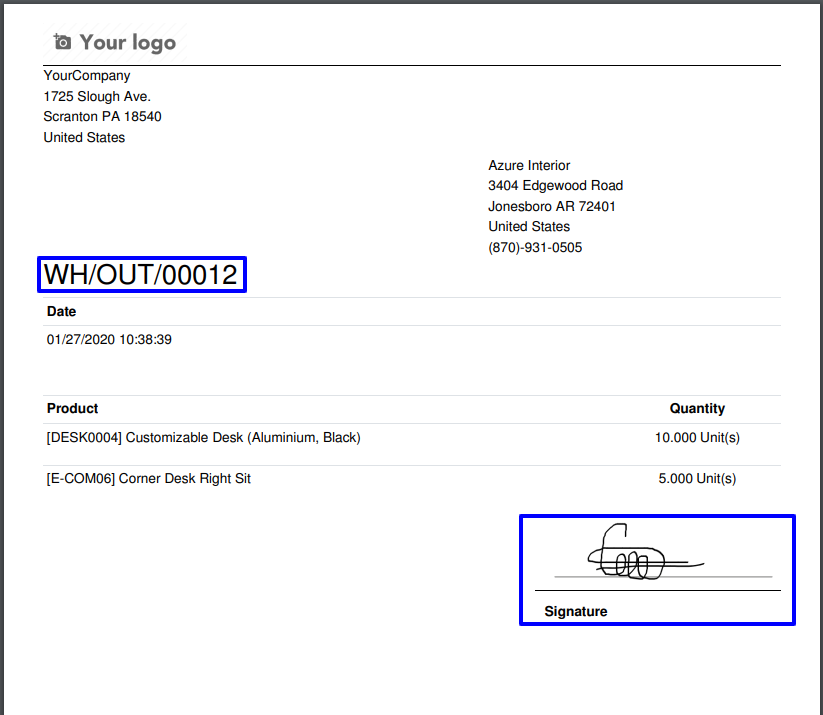 Your logo
YourCompany
1725 Slough Ave.
Scranton PA 18540
United States
Azure Interior
3404 Edgewood Road
Jonesboro AR 72401
United States
(870)-931-0505
WH/OUT/00012
Date
01/27/2020 10:38:39
Product Quantity
[DESK0004] Customizable Desk (Aluminium, Black) 10.000 Unit(s)
[E-COM06] Corner Desk Right Sit 5.000 Unit(s)
Signature